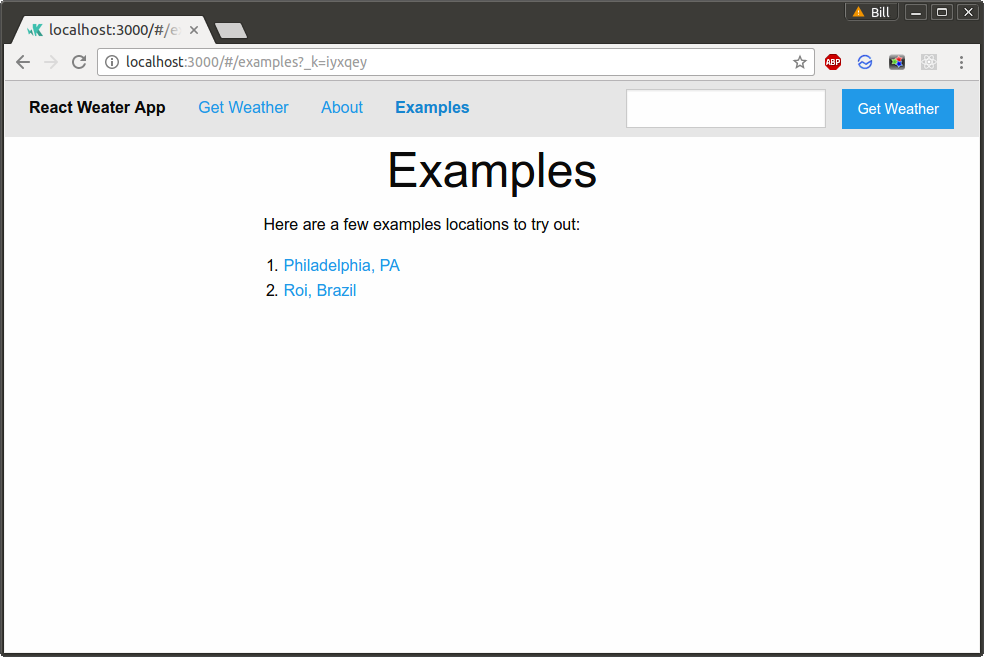 Bill
localhost:3000/#/e
localhost:3000/#/examples?_k=iyxqey
ABP
React Weater App Get Weather About Examples Get Weather
Examples
Here are a few examples locations to try out:
1. Philadelphia, PA
2. Roi, Brazil